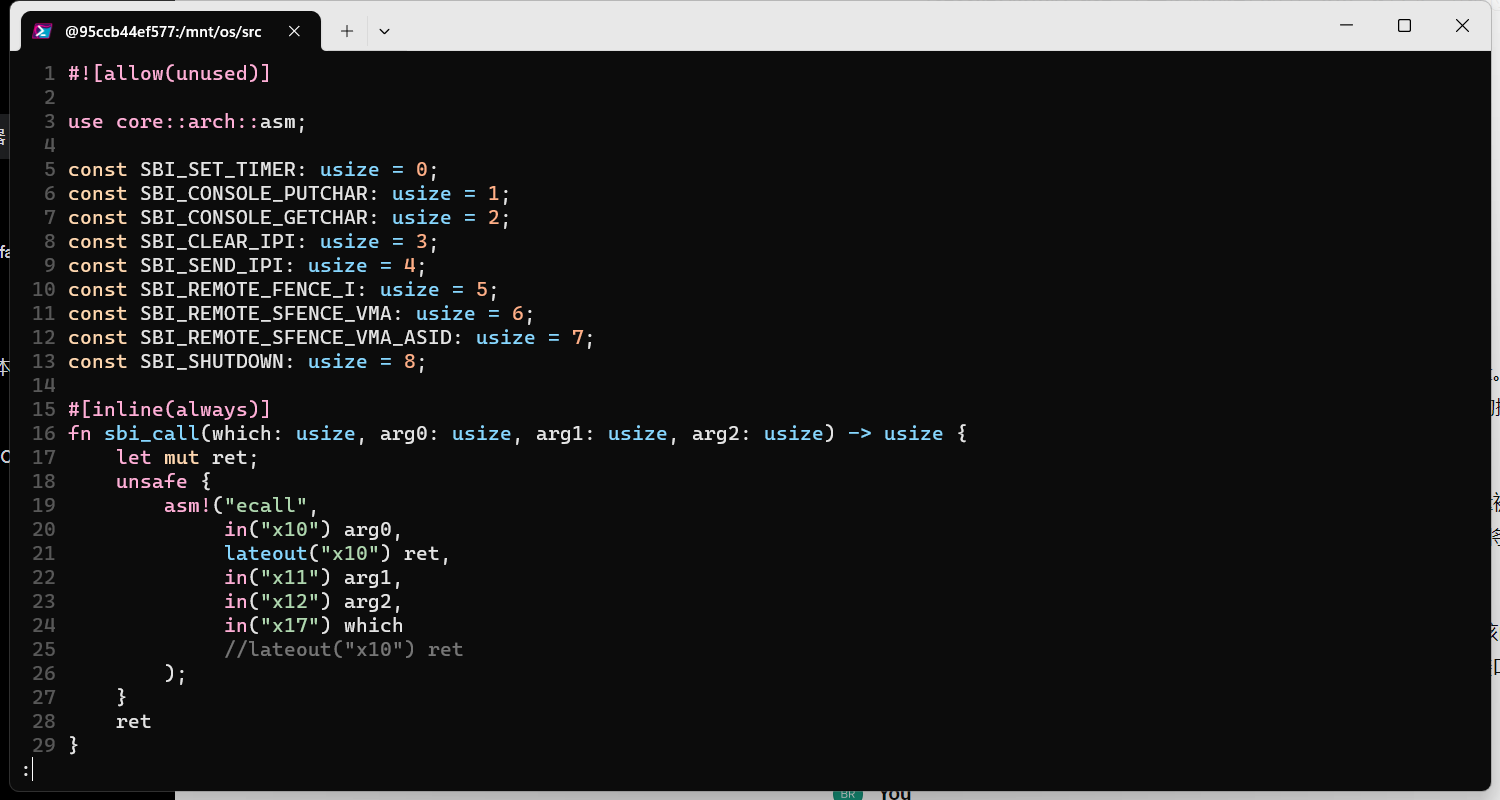 @95ccb44ef577:/mnt/os/src
1 #![allow(unused)]
2
3 use core::arch::asm;
4
5 const SBI_SET_TIMER: usize = 0;
6 const SBI_CONSOLE_PUTCHAR: usize = 1;
7 const SBI_CONSOLE_GETCHAR: usize = 2;
8 const SBI_CLEAR_IPI: usize = 3;
9 const SBI_SEND_IPI: usize = 4;
10 const SBI_REMOTE_FENCE_I: usize = 5;
11 const SBI_REMOTE_SFENCE_VMA: usize = 6;
12 const SBI_REMOTE_SFENCE_VMA_ASID: usize = 7;
13 const SBI_SHUTDOWN: usize = 8;
14
15 #[inline(always)]
16 fn sbi_call(which: usize, arg0: usize, arg1: usize, arg2: usize) -> usize {
17     let mut ret;
18     unsafe {
19         asm!("ecall",
20              in("x10") arg0,
21              lateout("x10") ret,
22              in("x11") arg1,
23              in("x12") arg2,
24              in("x17") which
25              //lateout("x10") ret
26         );
27     }
28     ret
29 }
:
BR You